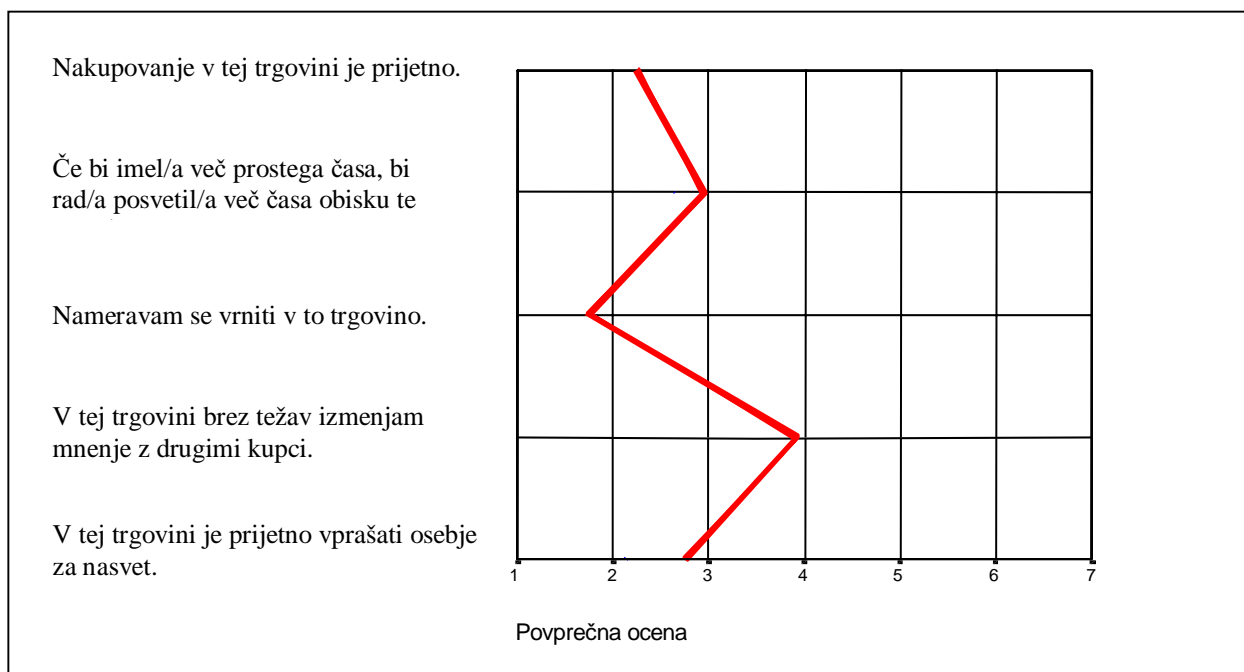 Nakupovanje v tej trgovini je prijetno.
Če bi imel/a več prostega časa, bi
rad/a posvetil/a več časa obisku te
Nameravam se vrniti v to trgovino.
V tej trgovini brez težav izmenjam
mnenje z drugimi kupci.
V tej trgovini je prijetno vprašati osebje
za nasvet.
1 2 3 4 5 6 7
Povprečna ocena